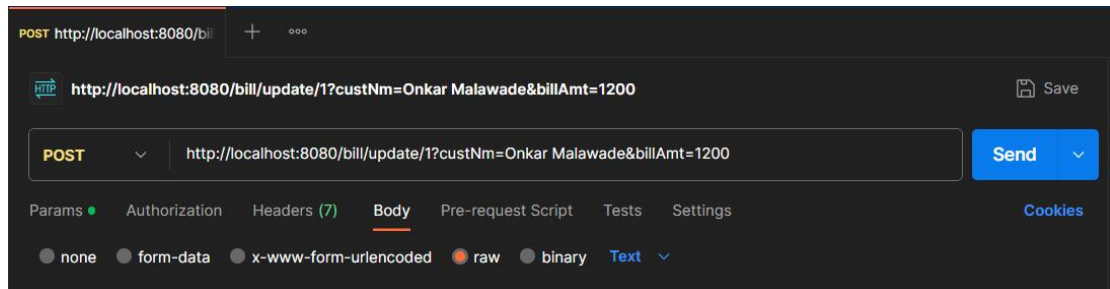 POST http://localhost:8080/bil
HTTP http://localhost:8080/bill/update/1?custNm=Onkar Malawade&billAmt=1200 Save
POST http://localhost:8080/bill/update/1?custNm=Onkar Malawade&billAmt=1200 Send
Params Authorization Headers (7) Body Pre-request Script Tests Settings Cookies
none form-data x-www-form-urlencoded raw binary Text